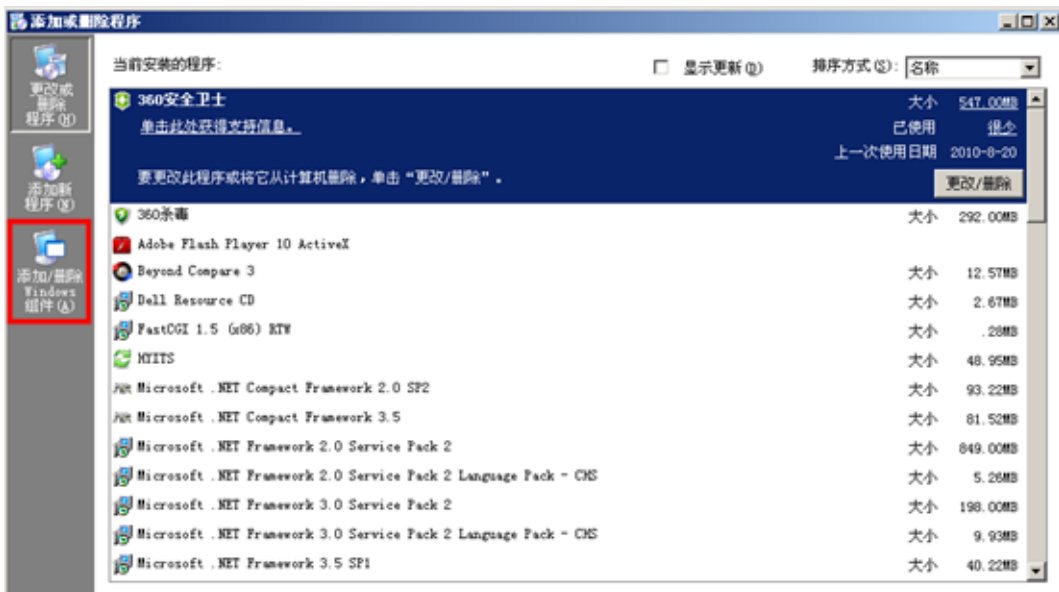 添加或删除程序
更改或
删除
程序(H)
添加新
程序(N)
添加/删除
Windows
组件(A)
当前安装的程序:
显示更新(D)
排序方式(S): 名称
360安全卫士 大小 547.00MB
单击此处获得支持信息。 已使用 很少
上一次使用日期 2010-8-20
要更改此程序或将它从计算机删除,单击“更改/删除”。 更改/删除
360杀毒 大小 292.00MB
Adobe Flash Player 10 ActiveX
Beyond Compare 3 大小 12.57MB
Dell Resource CD 大小 2.67MB
FastCGI 1.5 (x86) RTW 大小 .28MB
MYITS 大小 48.95MB
Microsoft .NET Compact Framework 2.0 SP2 大小 93.22MB
Microsoft .NET Compact Framework 3.5 大小 81.52MB
Microsoft .NET Framework 2.0 Service Pack 2 大小 849.00MB
Microsoft .NET Framework 2.0 Service Pack 2 Language Pack - CHS 大小 5.26MB
Microsoft .NET Framework 3.0 Service Pack 2 大小 198.00MB
Microsoft .NET Framework 3.0 Service Pack 2 Language Pack - CHS 大小 9.93MB
Microsoft .NET Framework 3.5 SP1 大小 40.22MB